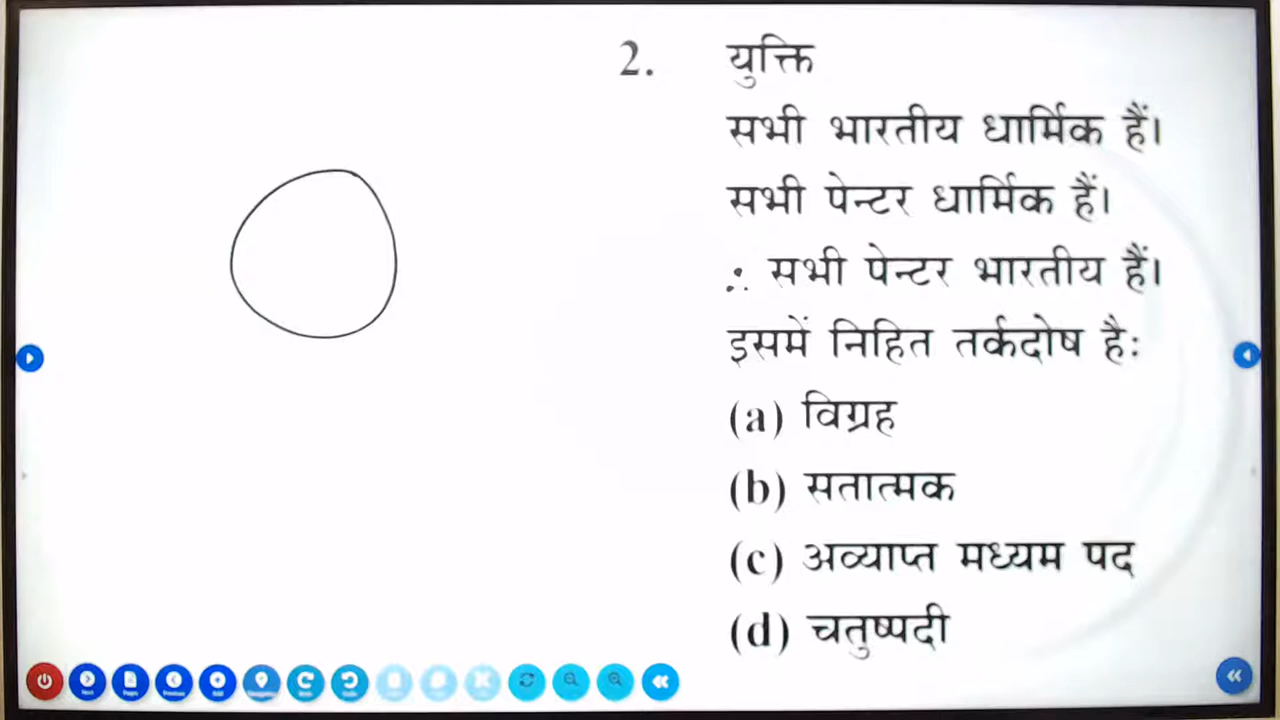 2. युक्ति
सभी भारतीय धार्मिक हैं।
सभी पेन्टर धार्मिक हैं।
∴ सभी पेन्टर भारतीय हैं।
इसमें निहित तर्कदोष है:
(a) विग्रह
(b) सतात्मक
(c) अव्याप्त मध्यम पद
(d) चतुष्पदी